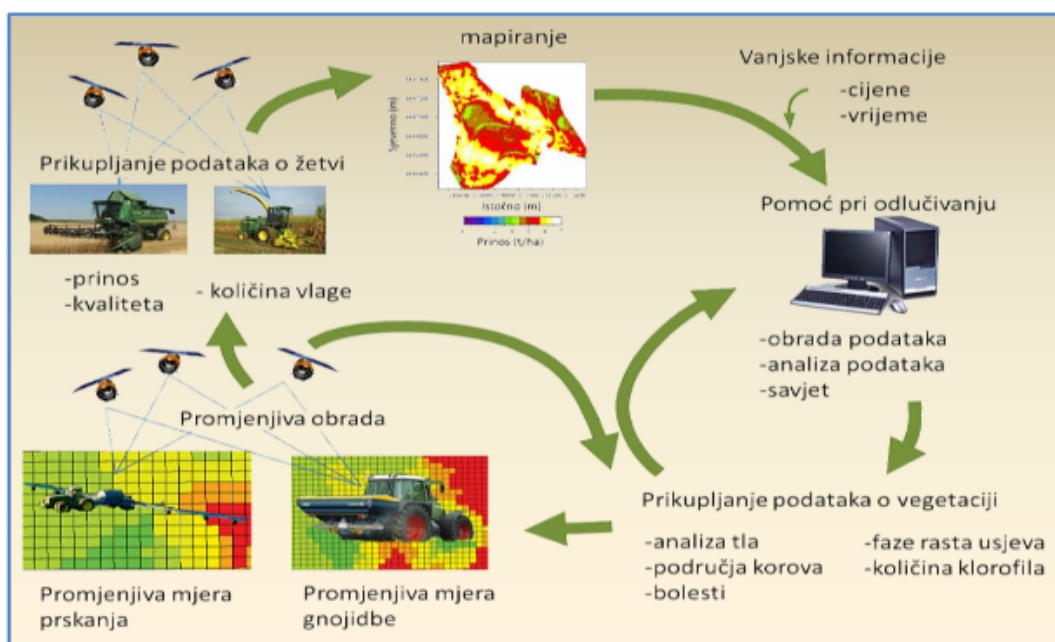 mapiranje
Vanjske informacije
-cijene
-vrijeme
Prikupljanje podataka o žetvi
Sjeverno (m)
Istočno (m)
Prinos (t/ha)
-prinos
-kvaliteta
- količina vlage
Pomoć pri odlučivanju
-obrada podataka
-analiza podataka
-savjet
Promjenjiva obrada
Prikupljanje podataka o vegetaciji
-analiza tla
-područja korova
-bolesti
-faze rasta usjeva
-količina klorofila
Promjenjiva mjera
prskanja
Promjenjiva mjera
gnojidbe